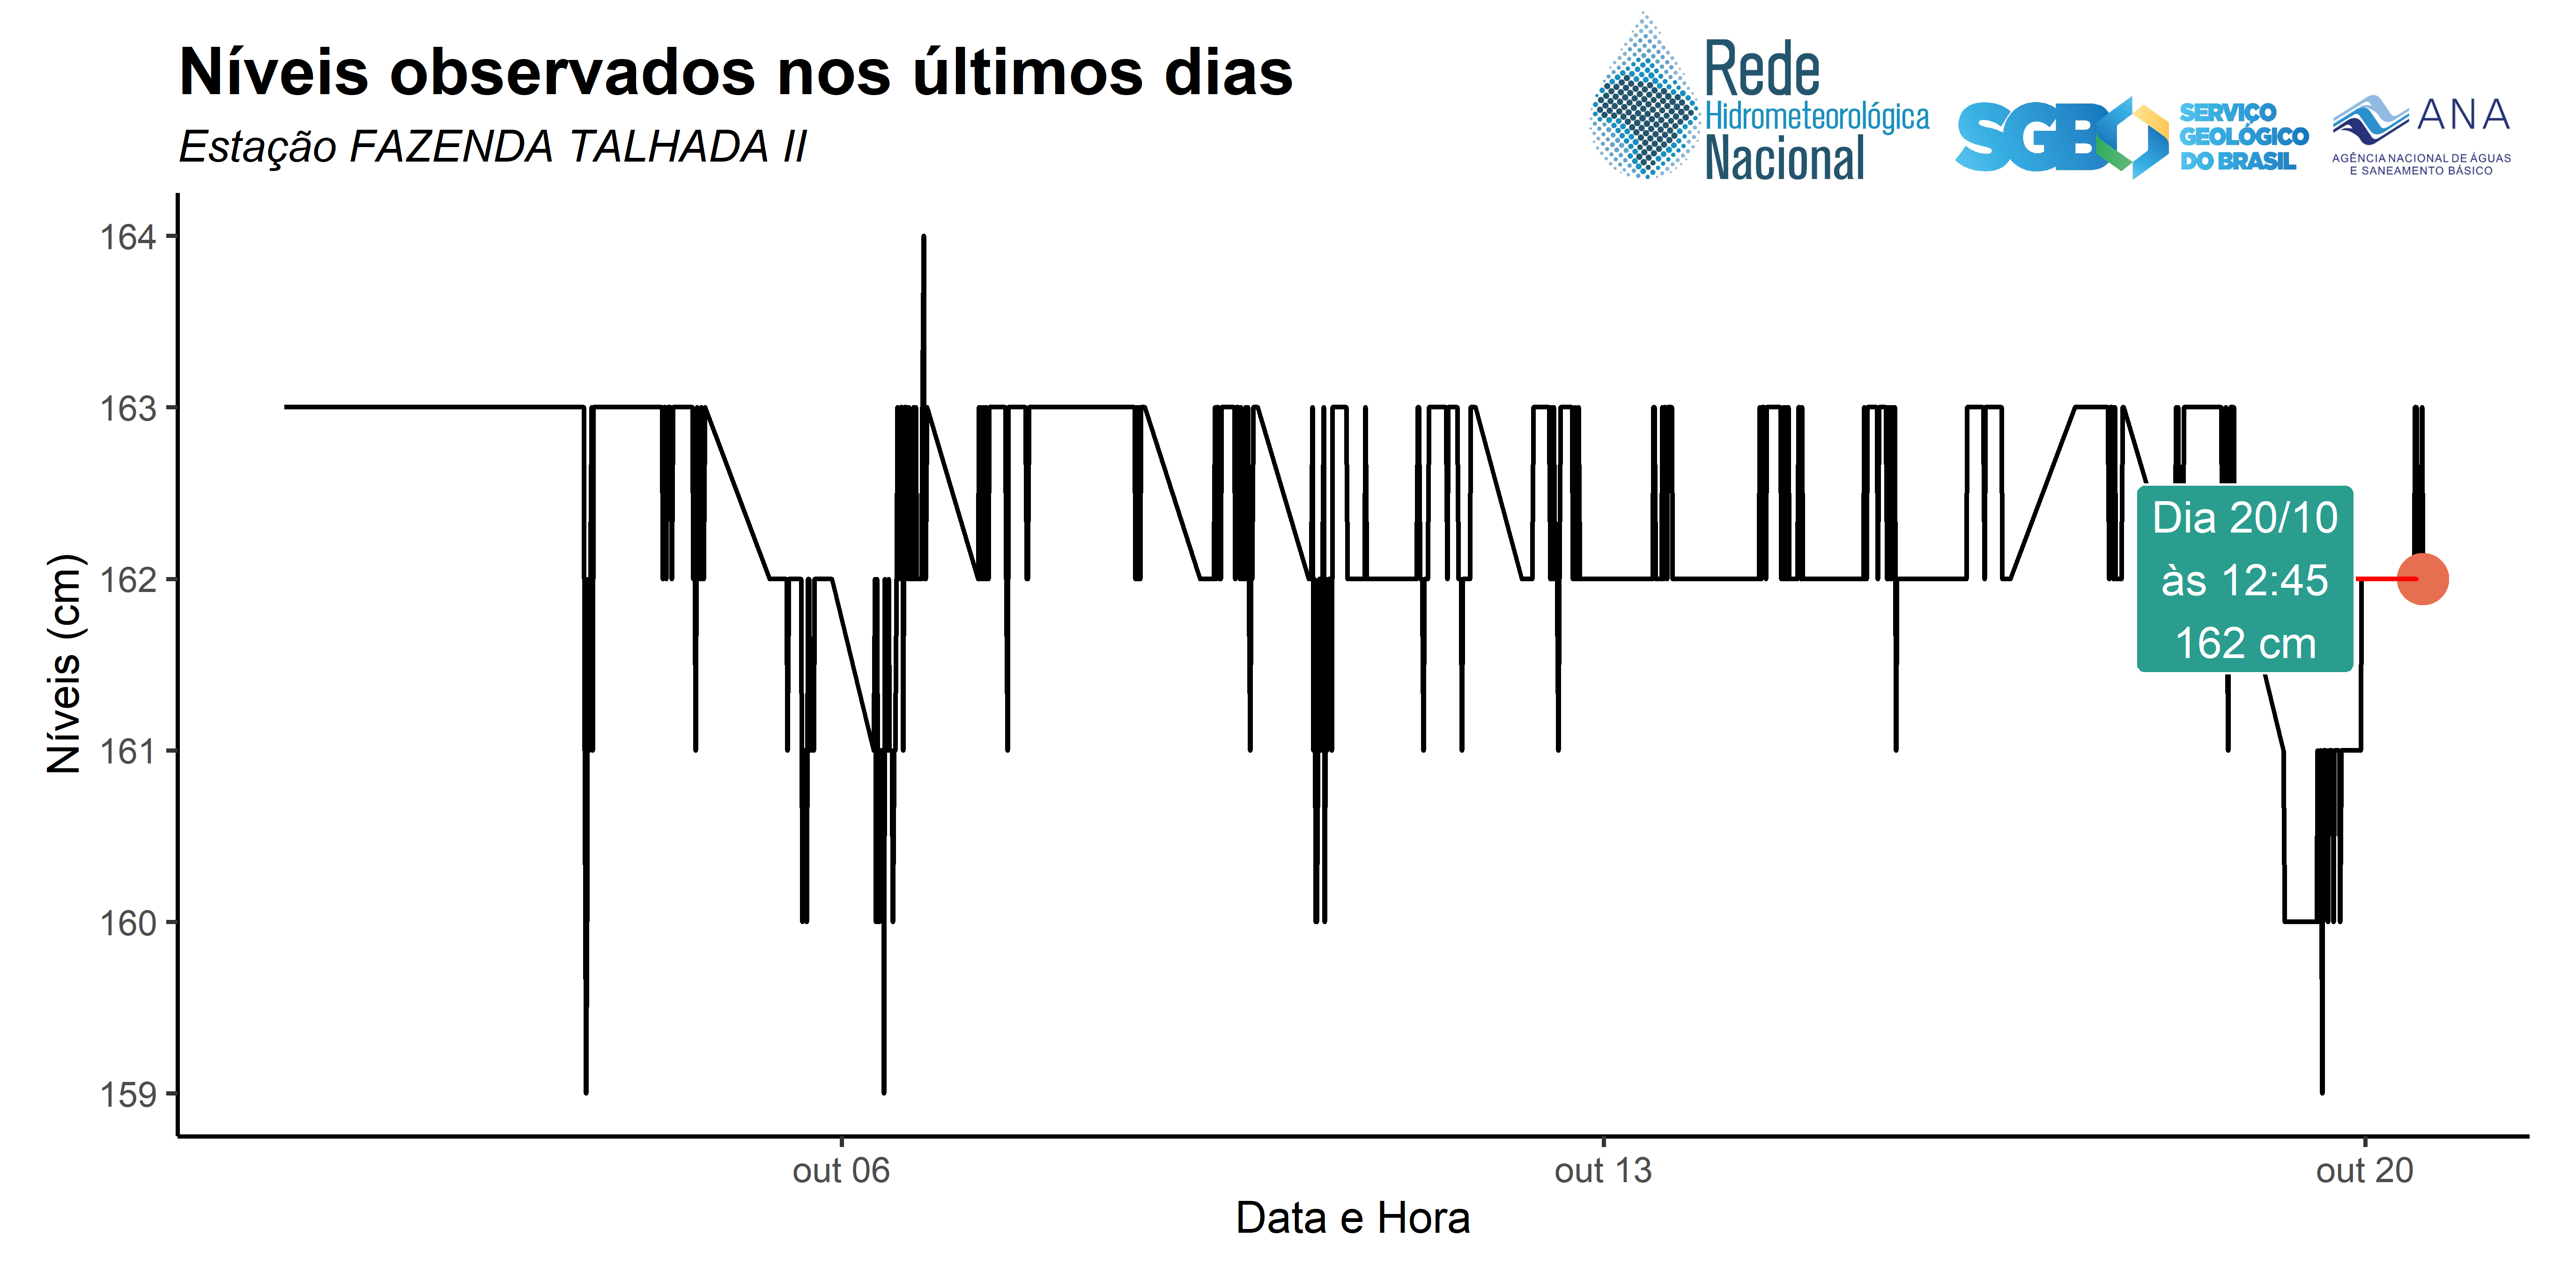 Níveis observados nos últimos dias
Estação FAZENDA TALHADA II
Rede
Hidrometeorológica
Nacional
SGB
SERVIÇO
GEOLÓGICO
DO BRASIL
ANA
AGÊNCIA NACIONAL DE ÁGUAS
E SANEAMENTO BÁSICO
Níveis (cm)
164
163
162
161
160
159
Dia 20/10
às 12:45
162 cm
out 06
out 13
out 20
Data e Hora